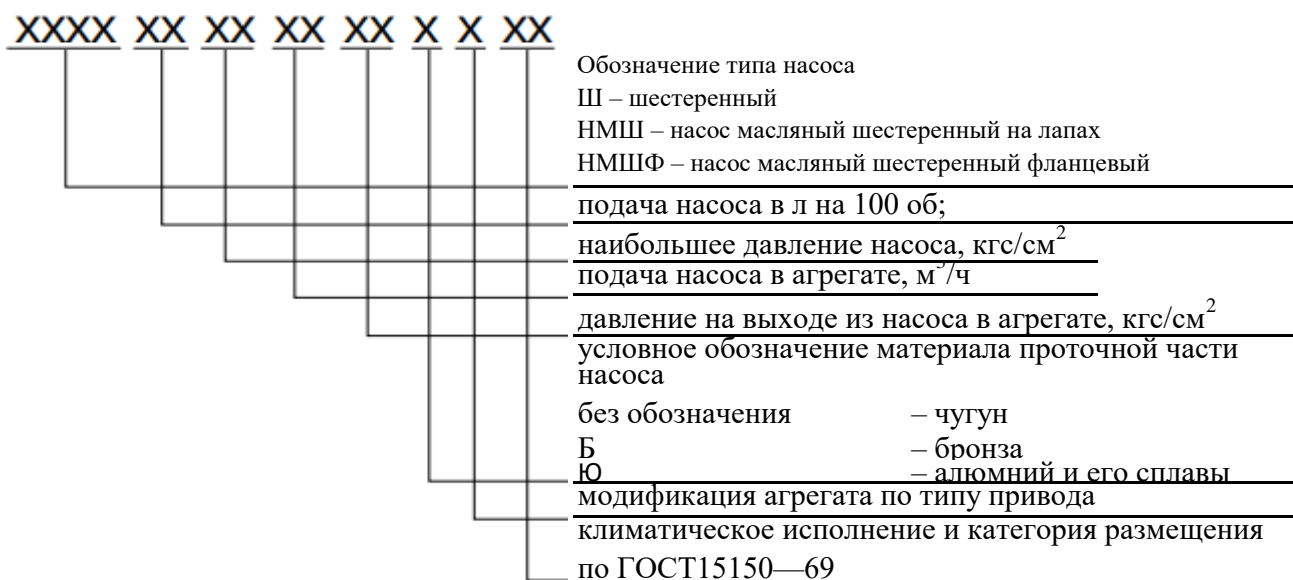 XXXX XX XX XX XX X X XX
Обозначение типа насоса
Ш – шестеренный
НМШ – насос масляный шестеренный на лапах
НМШФ – насос масляный шестеренный фланцевый
подача насоса в л на 100 об;
наибольшее давление насоса, кгс/см²
подача насоса в агрегате, м³/ч
давление на выходе из насоса в агрегате, кгс/см²
условное обозначение материала проточной части
насоса
без обозначения – чугун
Б – бронза
Ю – алюмний и его сплавы
модификация агрегата по типу привода
климатическое исполнение и категория размещения
по ГОСТ15150—69